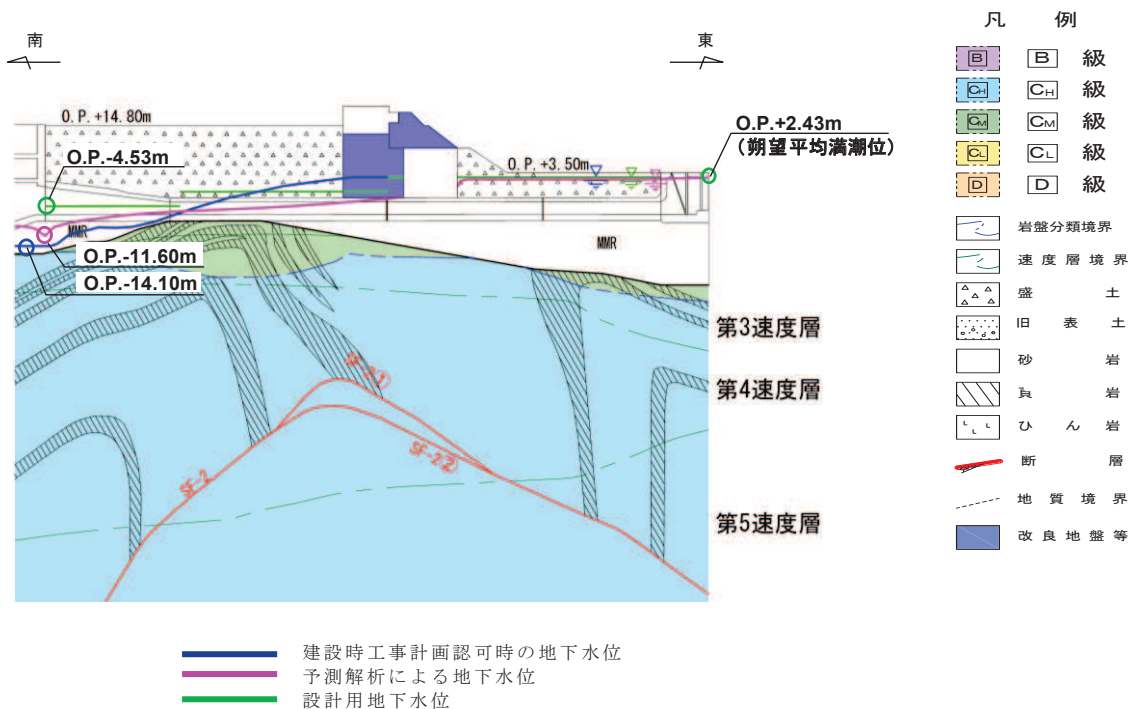 南
東
O.P.+14.80m
O.P.-4.53m
O.P.+2.43m
(朔望平均満潮位)
O.P.+3.50m
MMR
MMR
O.P.-11.60m
O.P.-14.10m
第3速度層
第4速度層
第5速度層
SF-2①
SF-2②
SF-2
凡 例
B B 級
CH CH 級
CM CM 級
CL CL 級
D D 級
岩盤分類境界
速度層境界
盛土
旧表土
砂岩
頁岩
ひん岩
断層
地質境界
改良地盤等
建設時工事計画認可時の地下水位
予測解析による地下水位
設計用地下水位